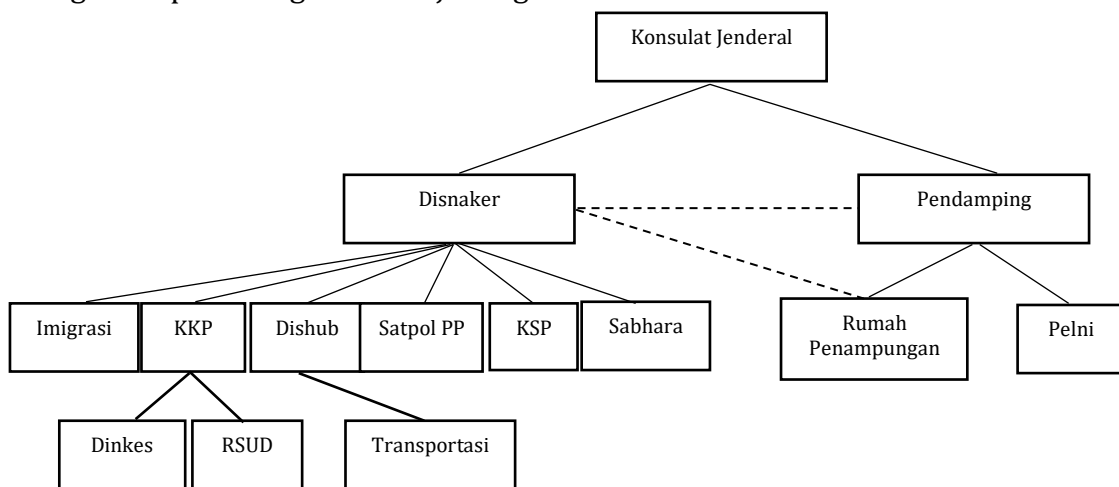 Konsulat Jenderal
Disnaker
Pendamping
Imigrasi
KKP
Dishub
Satpol PP
KSP
Sabhara
Rumah
Penampungan
Pelni
Dinkes
RSUD
Transportasi